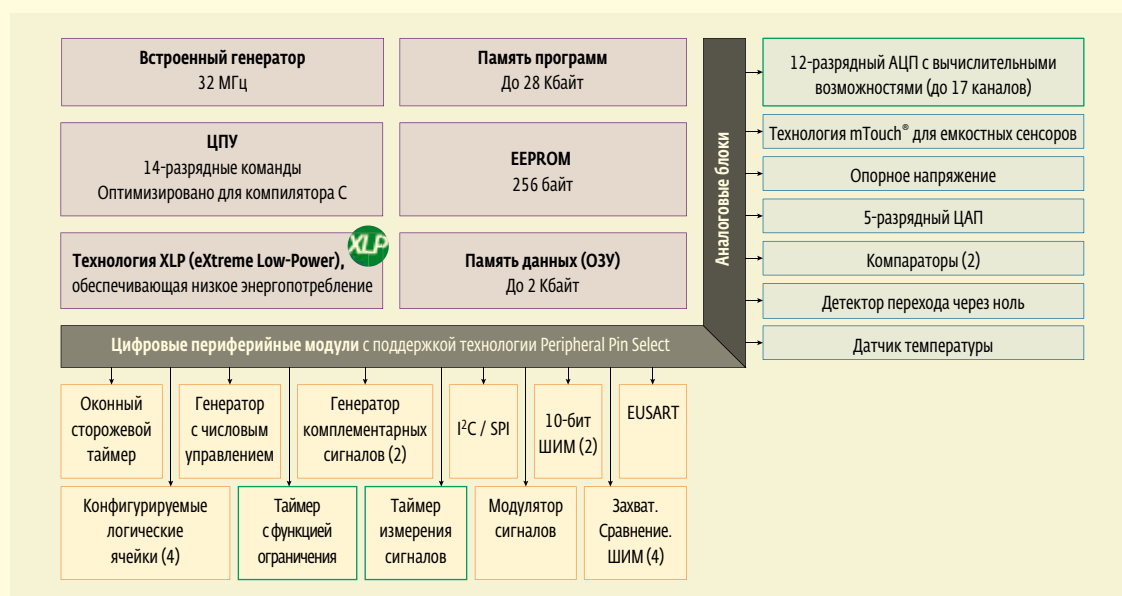 Встроенный генератор
32 МГц
Память программ
До 28 Кбайт
ЦПУ
14-разрядные команды
Оптимизировано для компилятора С
EEPROM
256 байт
XLP
Технология XLP (eXtreme Low-Power),
обеспечивающая низкое энергопотребление
Память данных (ОЗУ)
До 2 Кбайт
Аналоговые блоки
12-разрядный АЦП с вычислительными
возможностями (до 17 каналов)
Технология mTouch® для емкостных сенсоров
Опорное напряжение
5-разрядный ЦАП
Компараторы (2)
Детектор перехода через ноль
Датчик температуры
Цифровые периферийные модули с поддержкой технологии Peripheral Pin Select
Оконный
сторожевой
таймер
Генератор
с числовым
управлением
Генератор
комплементарных
сигналов (2)
I²C / SPI
10-бит
ШИМ (2)
EUSART
Конфигурируемые
логические
ячейки (4)
Таймер
с функцией
ограничения
Таймер
измерения
сигналов
Модулятор
сигналов
Захват.
Сравнение.
ШИМ (4)